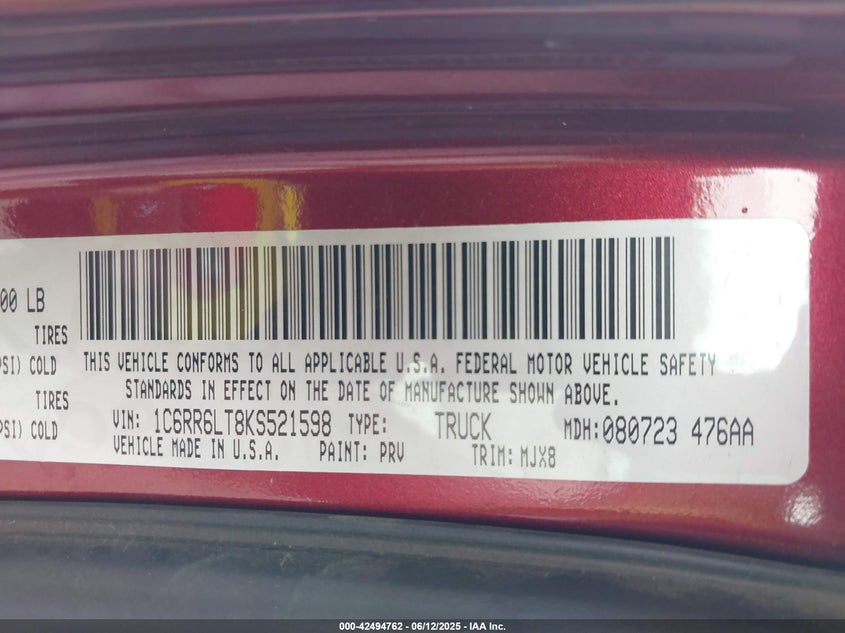 00 LB
TIRES
PSI) COLD
TIRES
PSI) COLD
THIS VEHICLE CONFORMS TO ALL APPLICABLE U.S.A. FEDERAL MOTOR VEHICLE SAFETY
STANDARDS IN EFFECT ON THE DATE OF MANUFACTURE SHOWN ABOVE.
VIN: 1C6RR6LT8KS521598 TYPE: TRUCK MDH:080723 476AA
VEHICLE MADE IN U.S.A. PAINT: PRV TRIM: MJX8
000-42494762 - 06/12/2025 - IAA Inc.